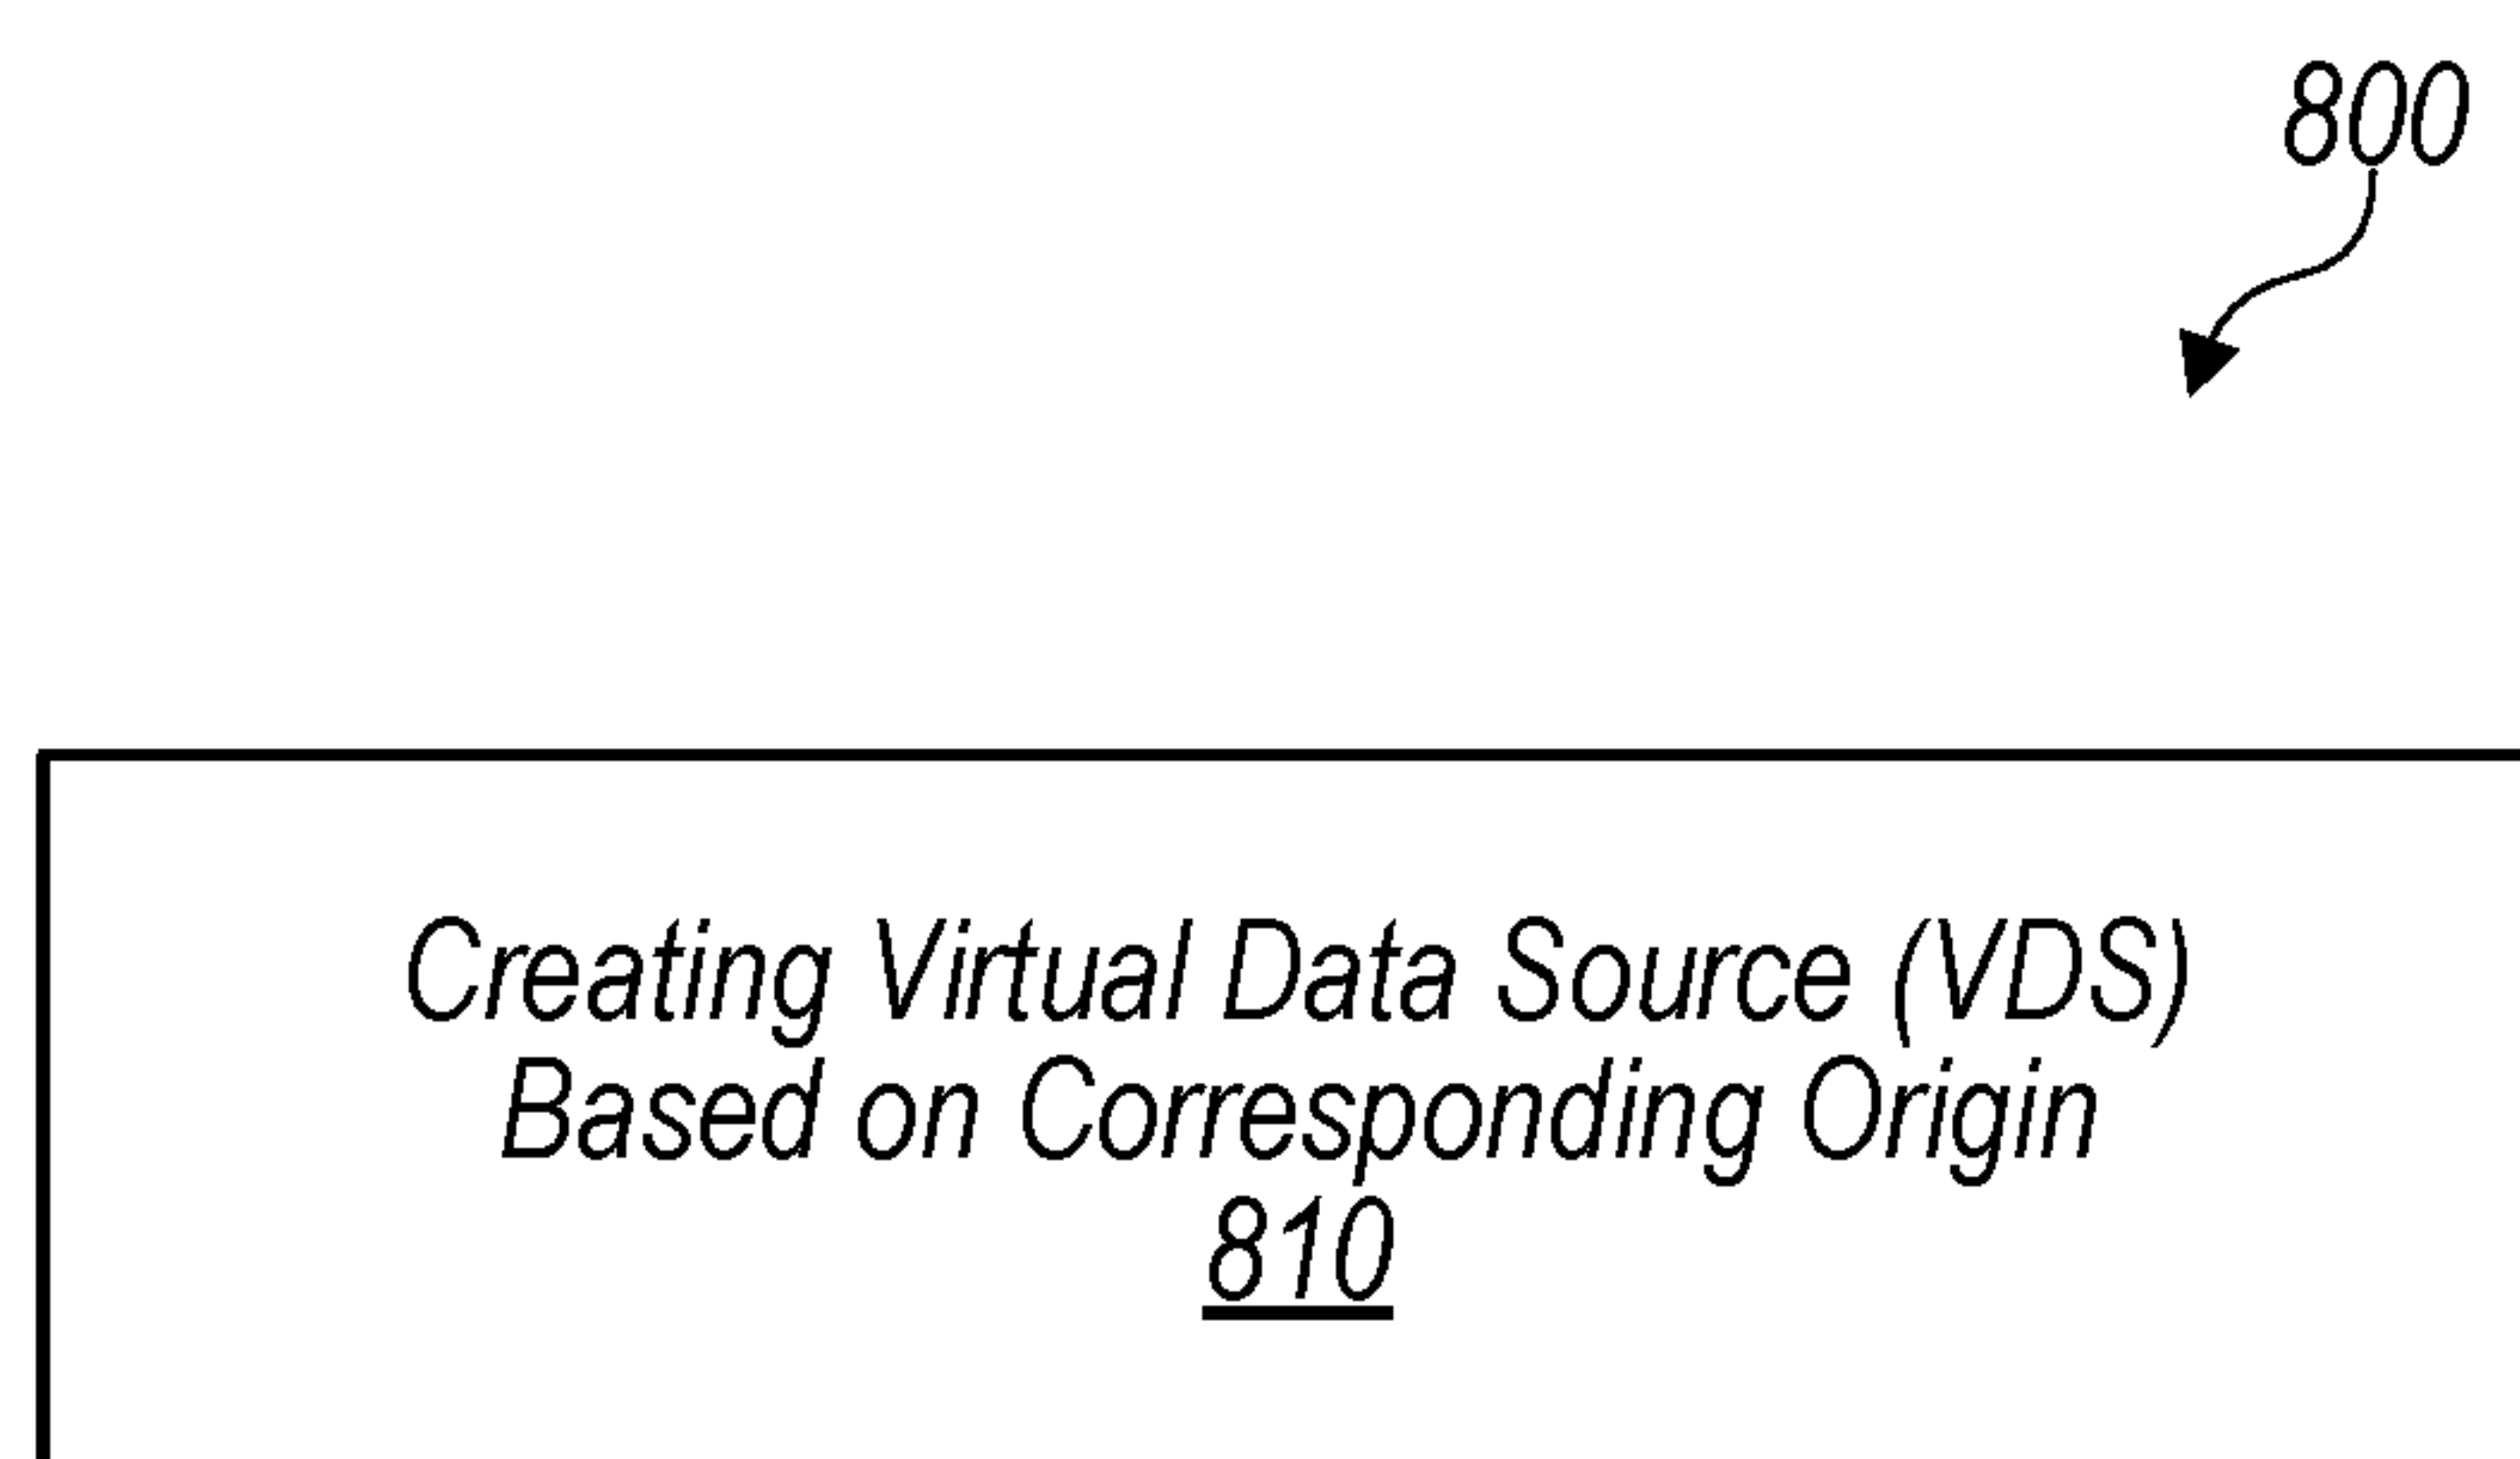 800
Creating Virtual Data Source (VDS)
Based on Corresponding Origin
810